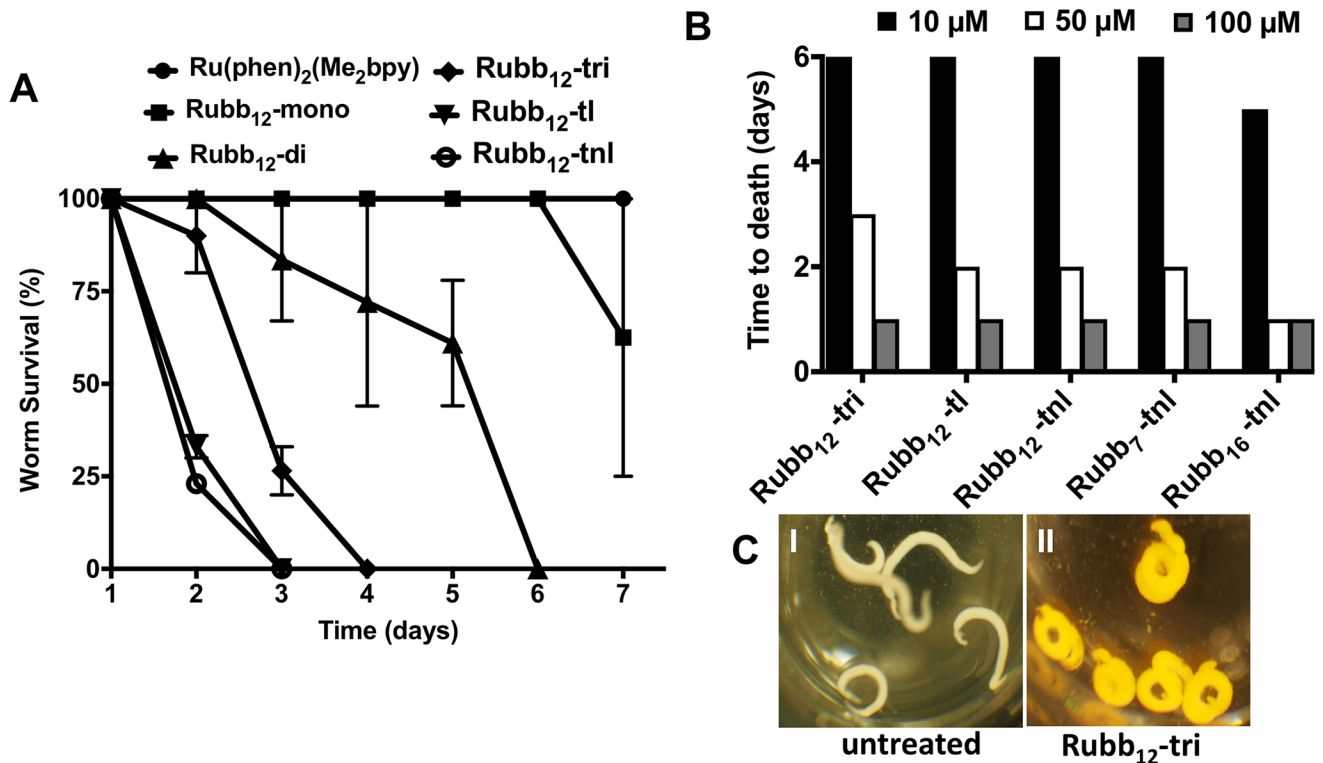 A
Ru(phen)2(Me2bpy)
Rubb12-mono
Rubb12-di
Rubb12-tri
Rubb12-tl
Rubb12-tnl
Worm Survival (%)
100
75
50
25
0
1 2 3 4 5 6 7
Time (days)
B
10 µM 50 µM 100 µM
Time to death (days)
6
4
2
0
Rubb12-tri
Rubb12-tl
Rubb12-tnl
Rubb7-tnl
Rubb16-tnl
C
I
II
untreated
Rubb12-tri